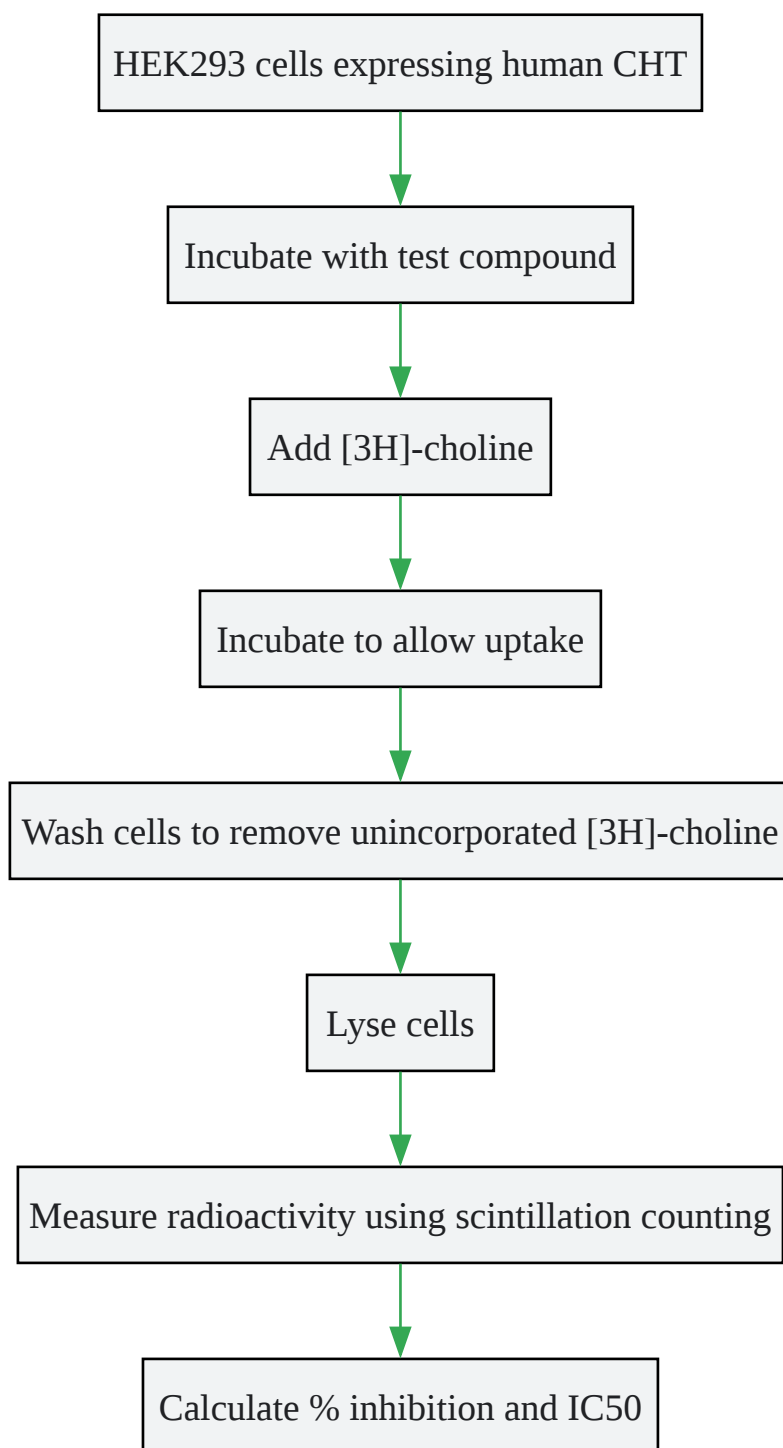 HEK293 cells expressing human CHT
Incubate with test compound
Add [3H]-choline
Incubate to allow uptake
Wash cells to remove unincorporated [3H]-choline
Lyse cells
Measure radioactivity using scintillation counting
Calculate % inhibition and IC50